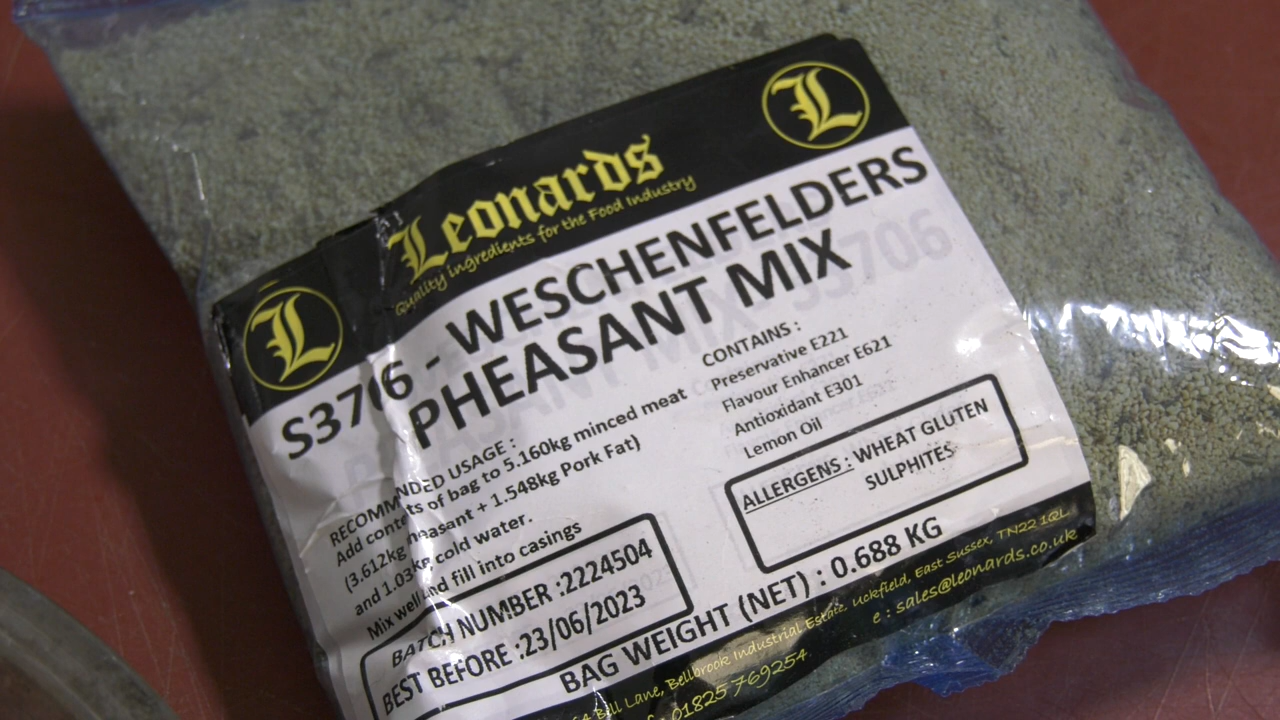 L
Leonards
Quality ingredients for the Food Industry
L
S3706 - WESCHENFELDERS
PHEASANT MIX
RECOMMENDED USAGE :
Add contents of bag to 5.160kg minced meat
(3.612kg pheasant + 1.548kg Pork Fat)
and 1.03kg cold water.
Mix well and fill into casings
CONTAINS :
Preservative E221
Flavour Enhancer E621
Antioxidant E301
Lemon Oil
ALLERGENS : WHEAT GLUTEN
SULPHITES
BATCH NUMBER :2224504
BEST BEFORE :23/06/2023
BAG WEIGHT (NET) : 0.688 KG
Bill Lane, Bellbrook Industrial Estate, Uckfield, East Sussex, TN22 1QL
01825 769254
e : sales@leonards.co.uk